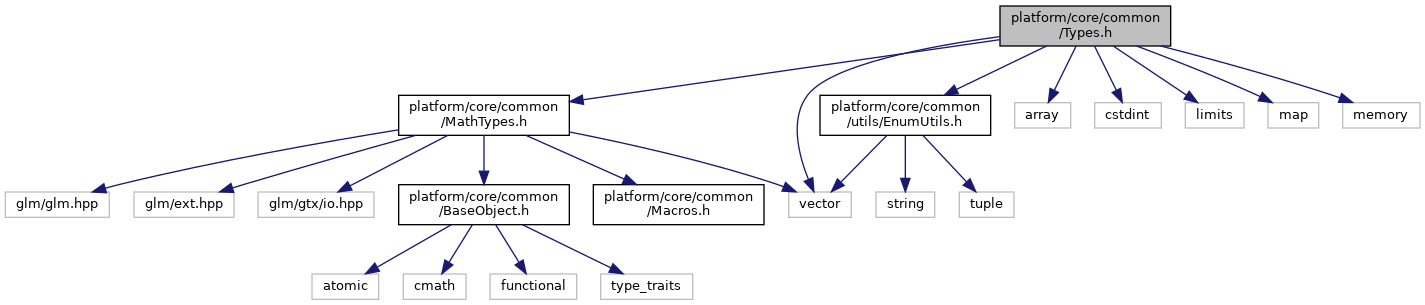 platform/core/common
/Types.h
platform/core/common
/MathTypes.h
platform/core/common
/utils/EnumUtils.h
array
cstdint
limits
map
memory
glm/glm.hpp
glm/ext.hpp
glm/gtx/io.hpp
platform/core/common
/BaseObject.h
platform/core/common
/Macros.h
vector
string
tuple
atomic
cmath
functional
type_traits